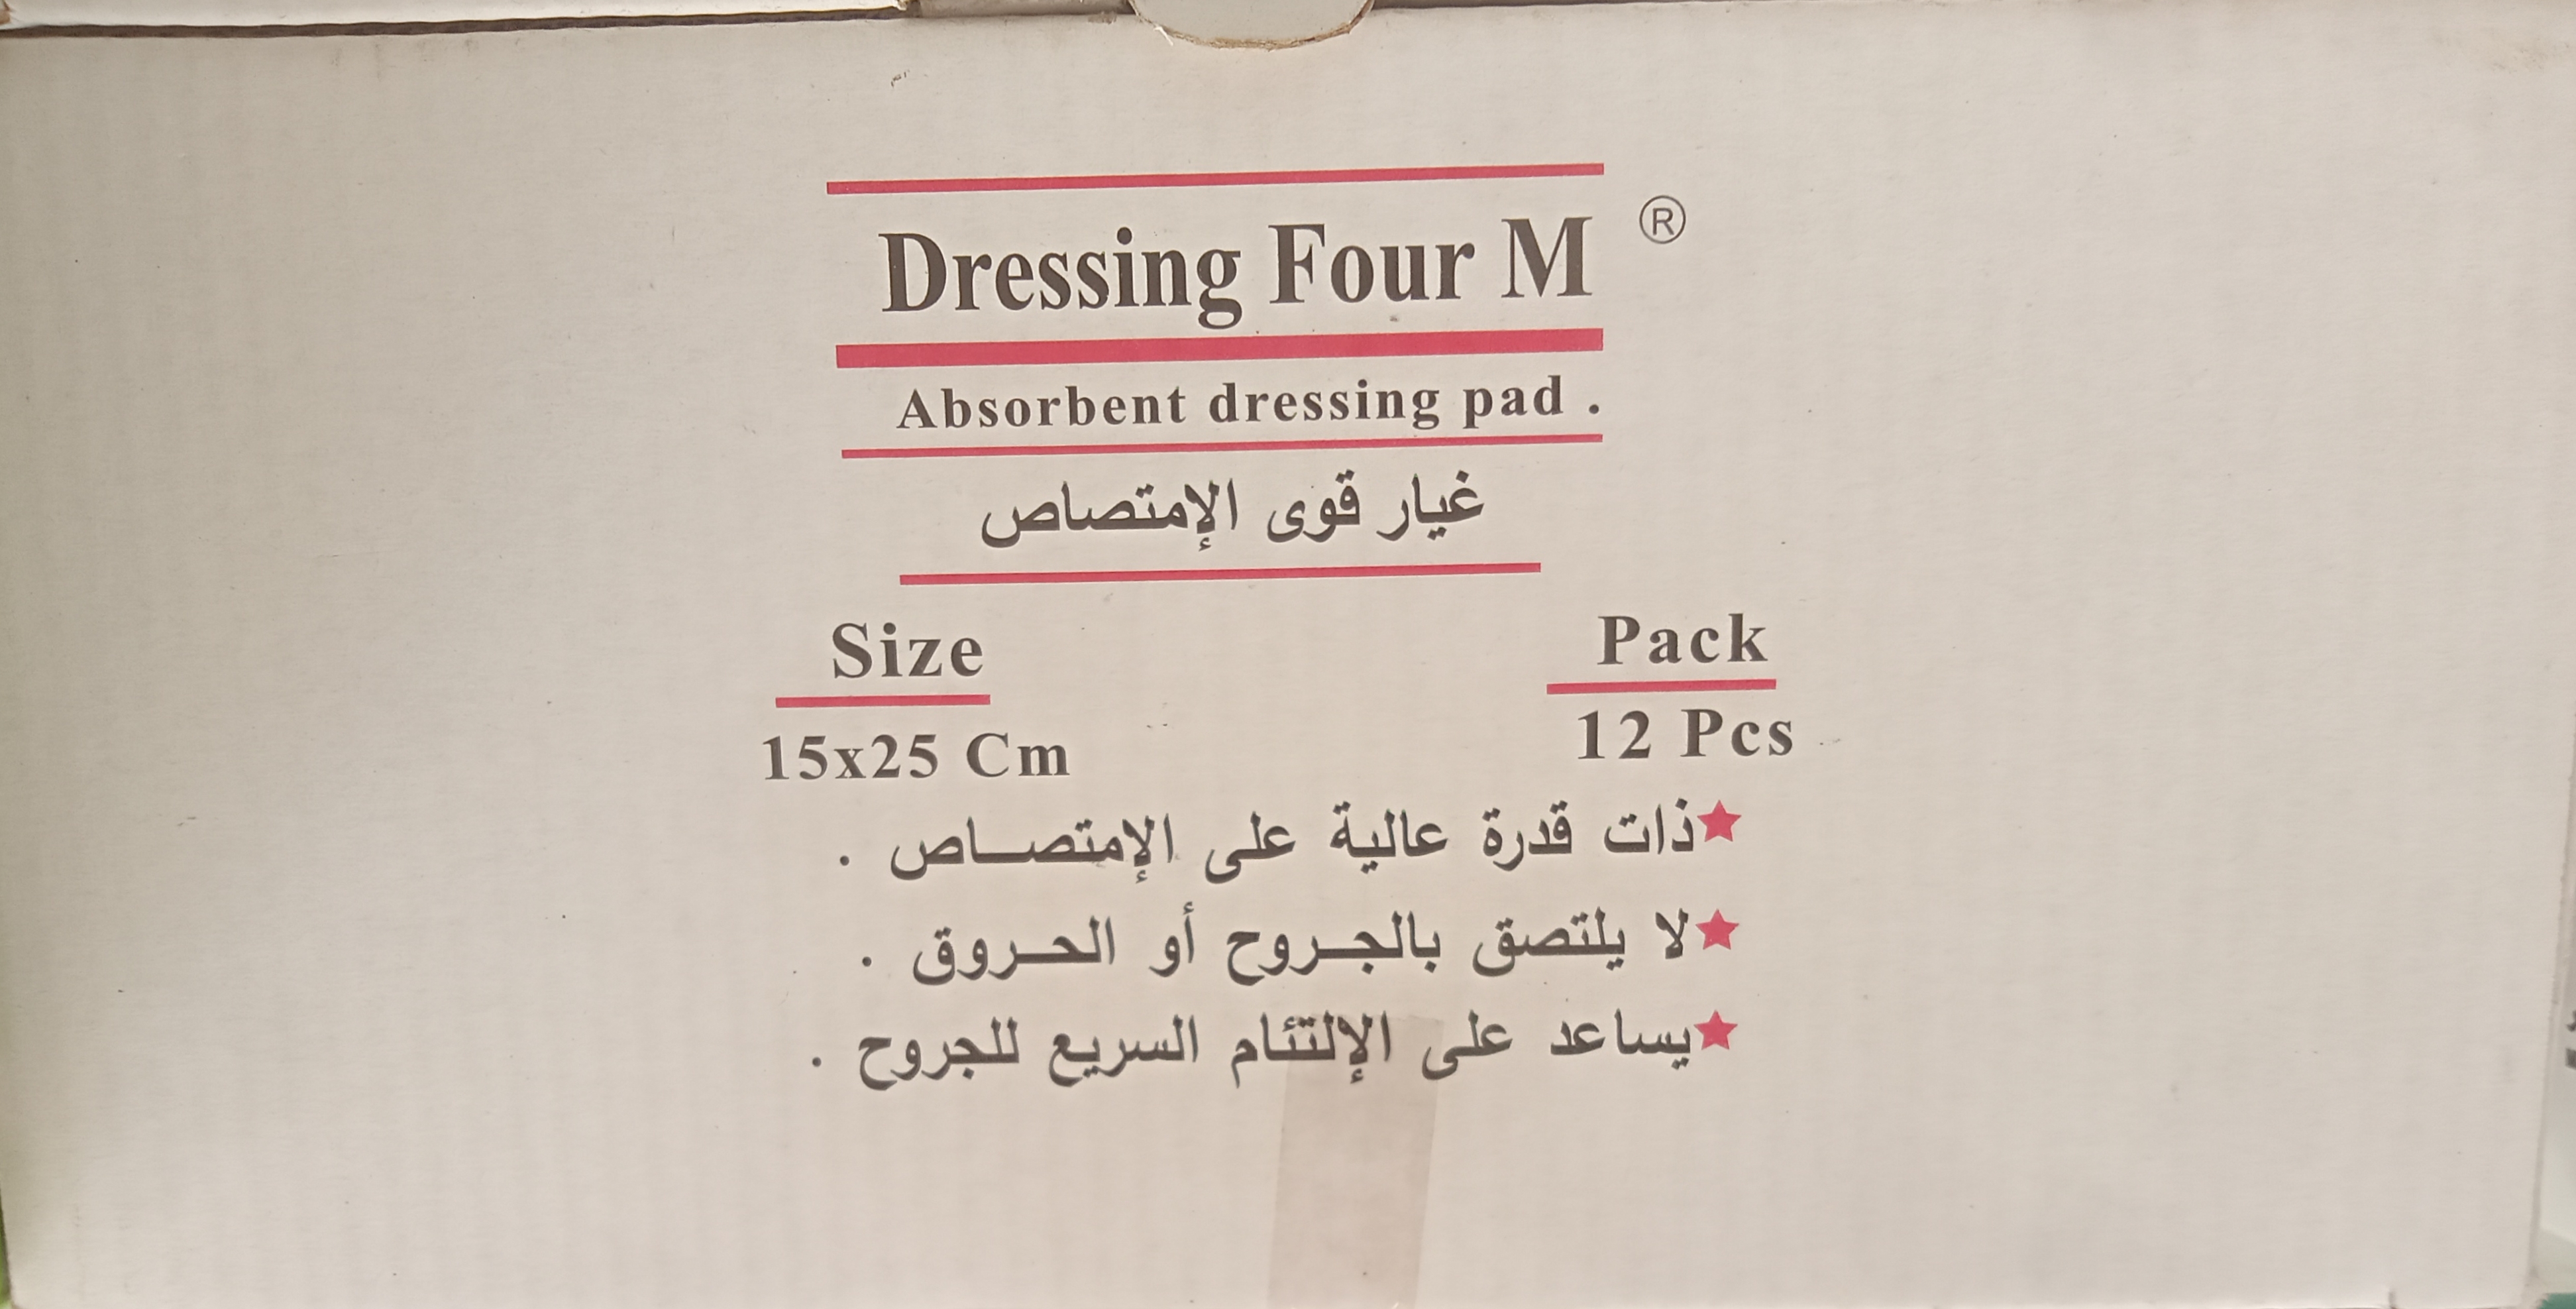 Dressing Four M ®
Absorbent dressing pad .
غيار قوى الإمتصاص
Size
Pack
15x25 Cm
12 Pcs
★ذات قدرة عالية على الإمتصـاص .
★لا يلتصق بالجـروح أو الحـروق .
★يساعد على الإلتئام السريع للجروح .